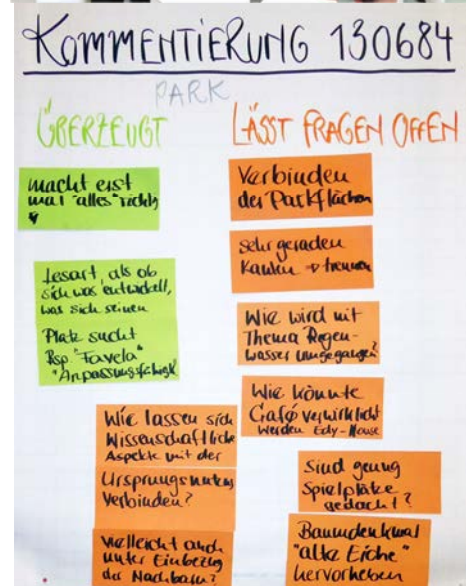 KOMMENTIERUNG 130684
PARK
ÜBERZEUGT
macht erst
mal "alles" richtig
Lesart, als ob
sich was entwickelt,
was sich seinen
Platz sucht
Bsp. "Favela"
"Anpassungsfähigk"
LÄSST FRAGEN OFFEN
Verbinden
der Parkflächen
Sehr geraden
Kanten → trennen
Wie wird mit
Thema Regen-
wasser umgegangen?
Wie könnte
Café verwirklicht
werden Edy-House
Wie lassen sich
Wissenschaftliche
Aspekte mit der
Ursprungsnutzung
verbinden?
vielleicht auch
unter Einbezug
der Nachbarn?
Sind genug
Spielplätze
gedacht?
Baumdenkmal
"alte Eiche"
hervorheben